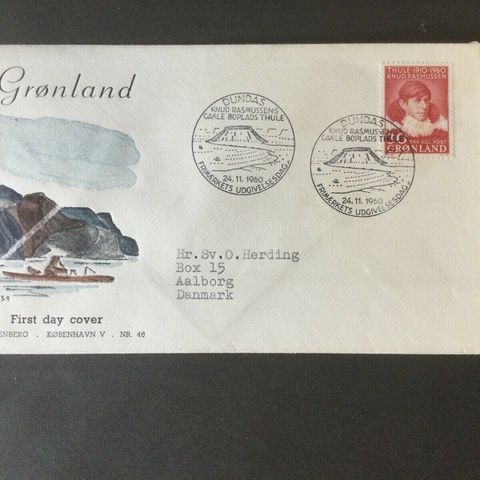 Grønland
39
First day cover
ENBERG . KØBENHAVN V . NR. 46
DUNDAS
KNUD RASMUSSENS
GAMLE BOPLADS THULE
24.11.1960
FRIMÆRKETS UDGIVELSESDAG
DUNDAS
KNUD RASMUSSENS
GAMLE BOPLADS THULE
24.11.1960
FRIMÆRKETS UDGIVELSESDAG
THULE·1910-1960
KNUD RASMUSSEN
GRØNLAND
Hr.Sv.O.Herding
Box 15
Aalborg
Danmark